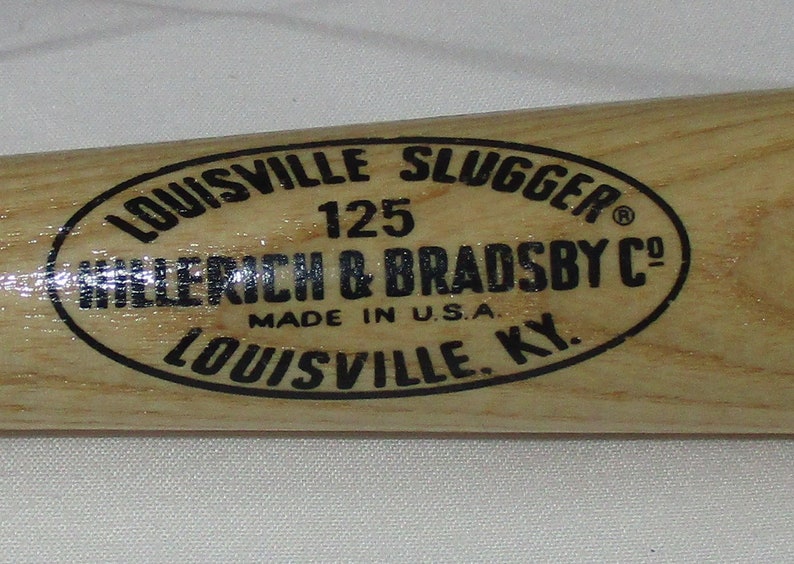 LOUISVILLE SLUGGER®
125
HILLERICH & BRADSBY Cº
MADE IN U.S.A.
LOUISVILLE, KY.